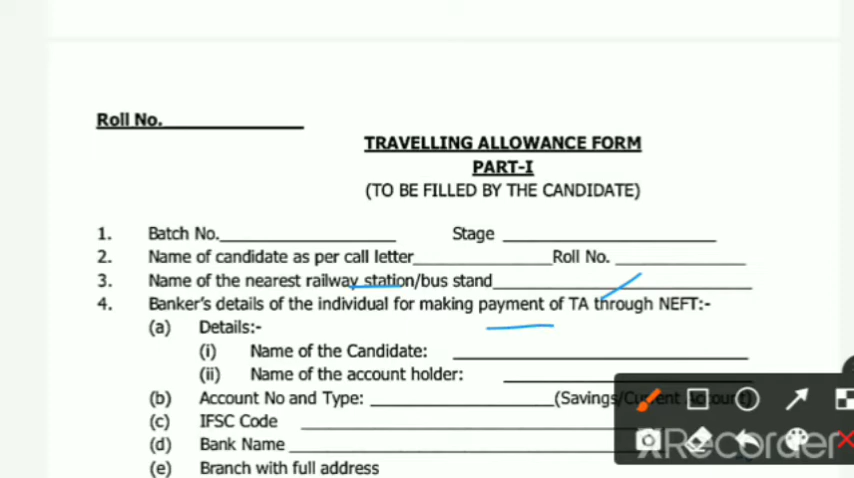 Roll No.
TRAVELLING ALLOWANCE FORM
PART-I
(TO BE FILLED BY THE CANDIDATE)
1. Batch No. Stage
2. Name of candidate as per call letter Roll No.
3. Name of the nearest railway station/bus stand
4. Banker's details of the individual for making payment of TA through NEFT:-
(a) Details:-
(i) Name of the Candidate:
(ii) Name of the account holder:
(b) Account No and Type: (Savings/Current Account)
(c) IFSC Code
(d) Bank Name
(e) Branch with full address
XRecorder